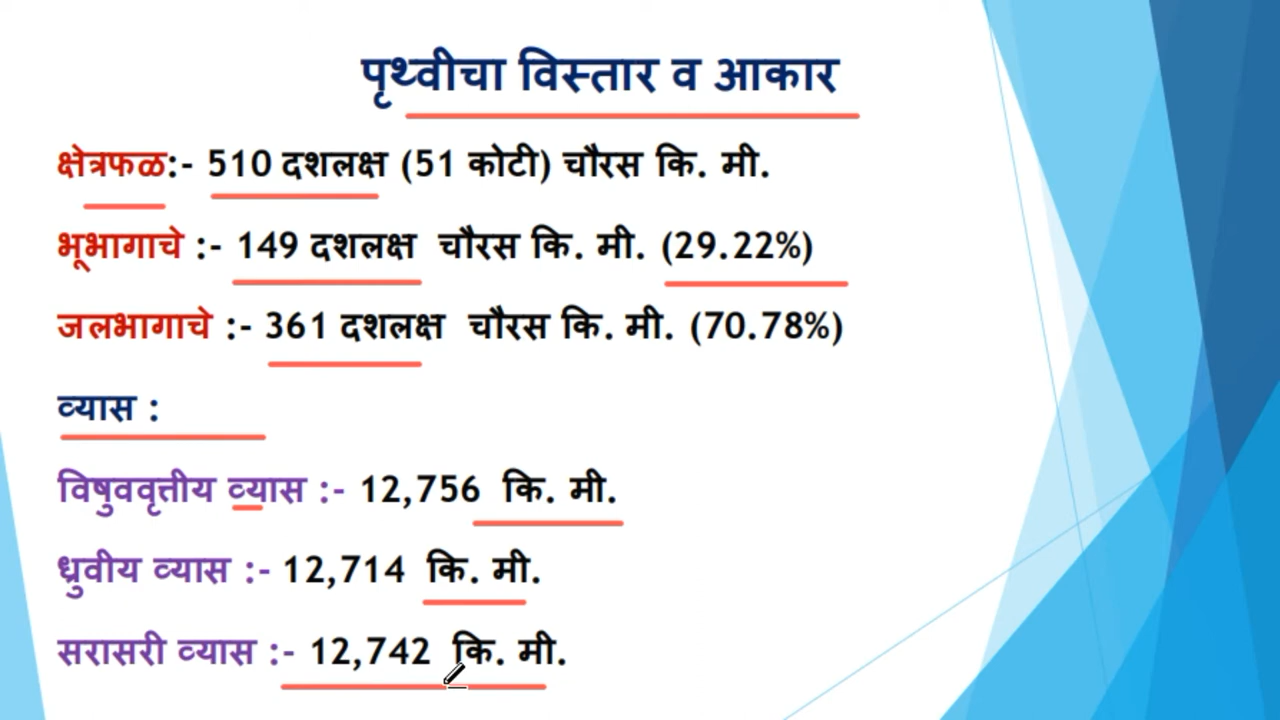 पृथ्वीचा विस्तार व आकार
क्षेत्रफळ:- 510 दशलक्ष (51 कोटी) चौरस कि. मी.
भूभागाचे :- 149 दशलक्ष चौरस कि. मी. (29.22%)
जलभागाचे :- 361 दशलक्ष चौरस कि. मी. (70.78%)
व्यास :
विषुववृत्तीय व्यास :- 12,756 कि. मी.
ध्रुवीय व्यास :- 12,714 कि. मी.
सरासरी व्यास :- 12,742 कि. मी.